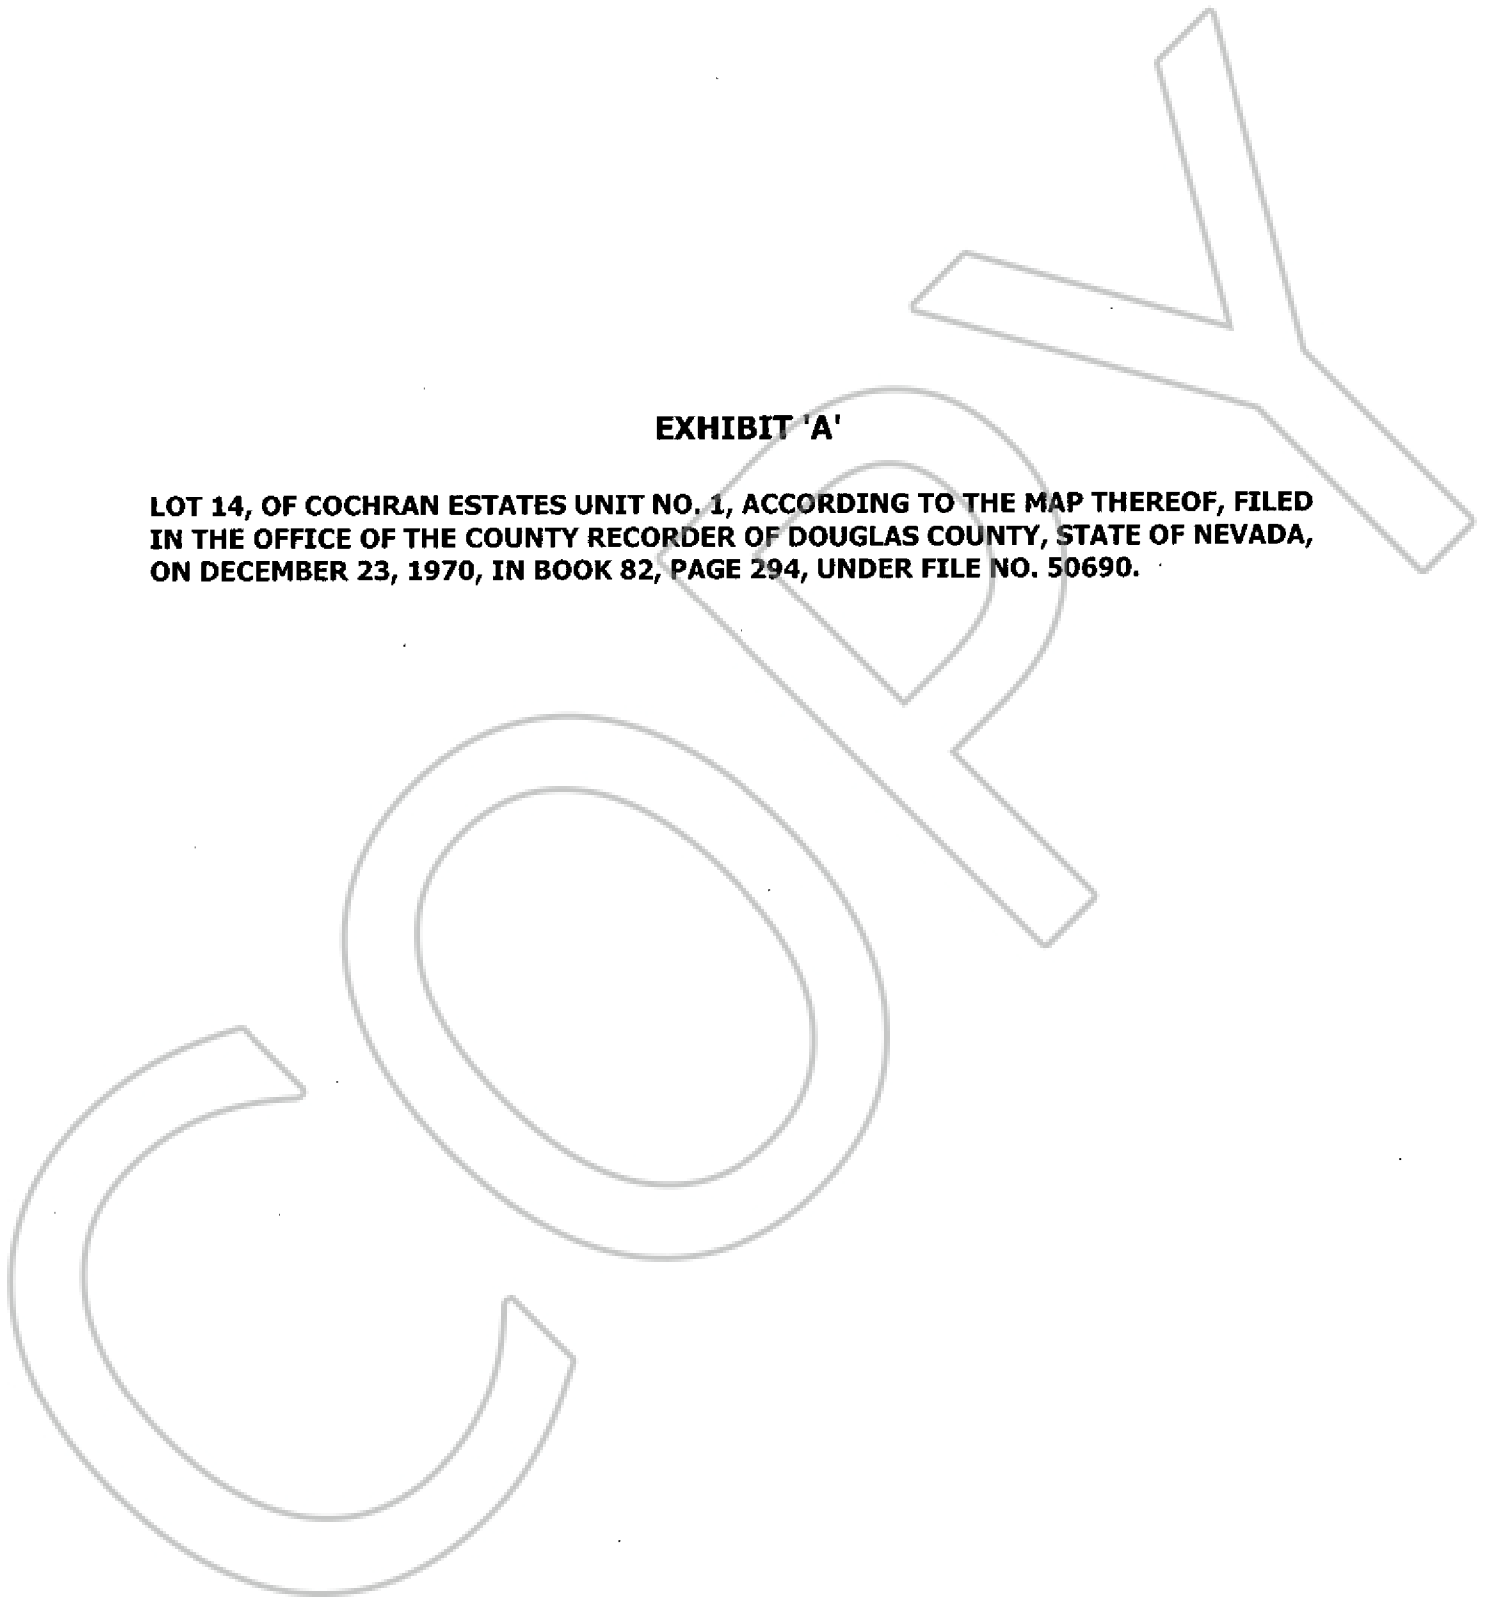 EXHIBIT 'A'
LOT 14, OF COCHRAN ESTATES UNIT NO. 1, ACCORDING TO THE MAP THEREOF, FILED
IN THE OFFICE OF THE COUNTY RECORDER OF DOUGLAS COUNTY, STATE OF NEVADA,
ON DECEMBER 23, 1970, IN BOOK 82, PAGE 294, UNDER FILE NO. 50690.
COPY